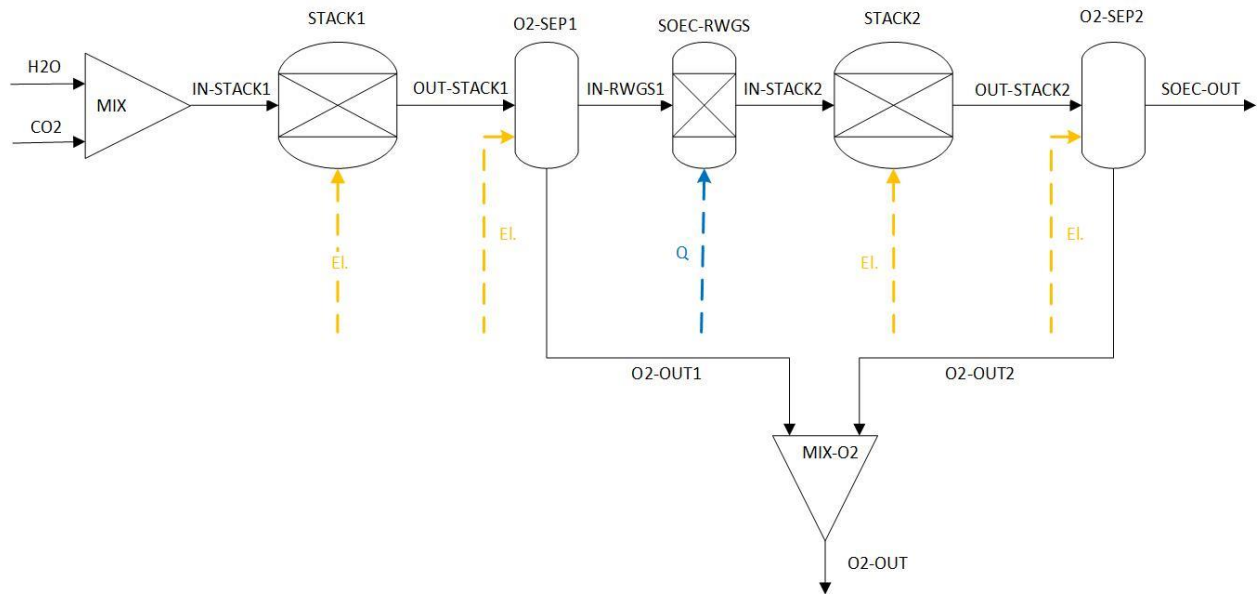 STACK1
O2-SEP1
SOEC-RWGS
STACK2
O2-SEP2
H2O
MIX
IN-STACK1
OUT-STACK1
IN-RWGS1
IN-STACK2
OUT-STACK2
SOEC-OUT
CO2
El.
El.
Q
El.
El.
O2-OUT1
O2-OUT2
MIX-O2
O2-OUT